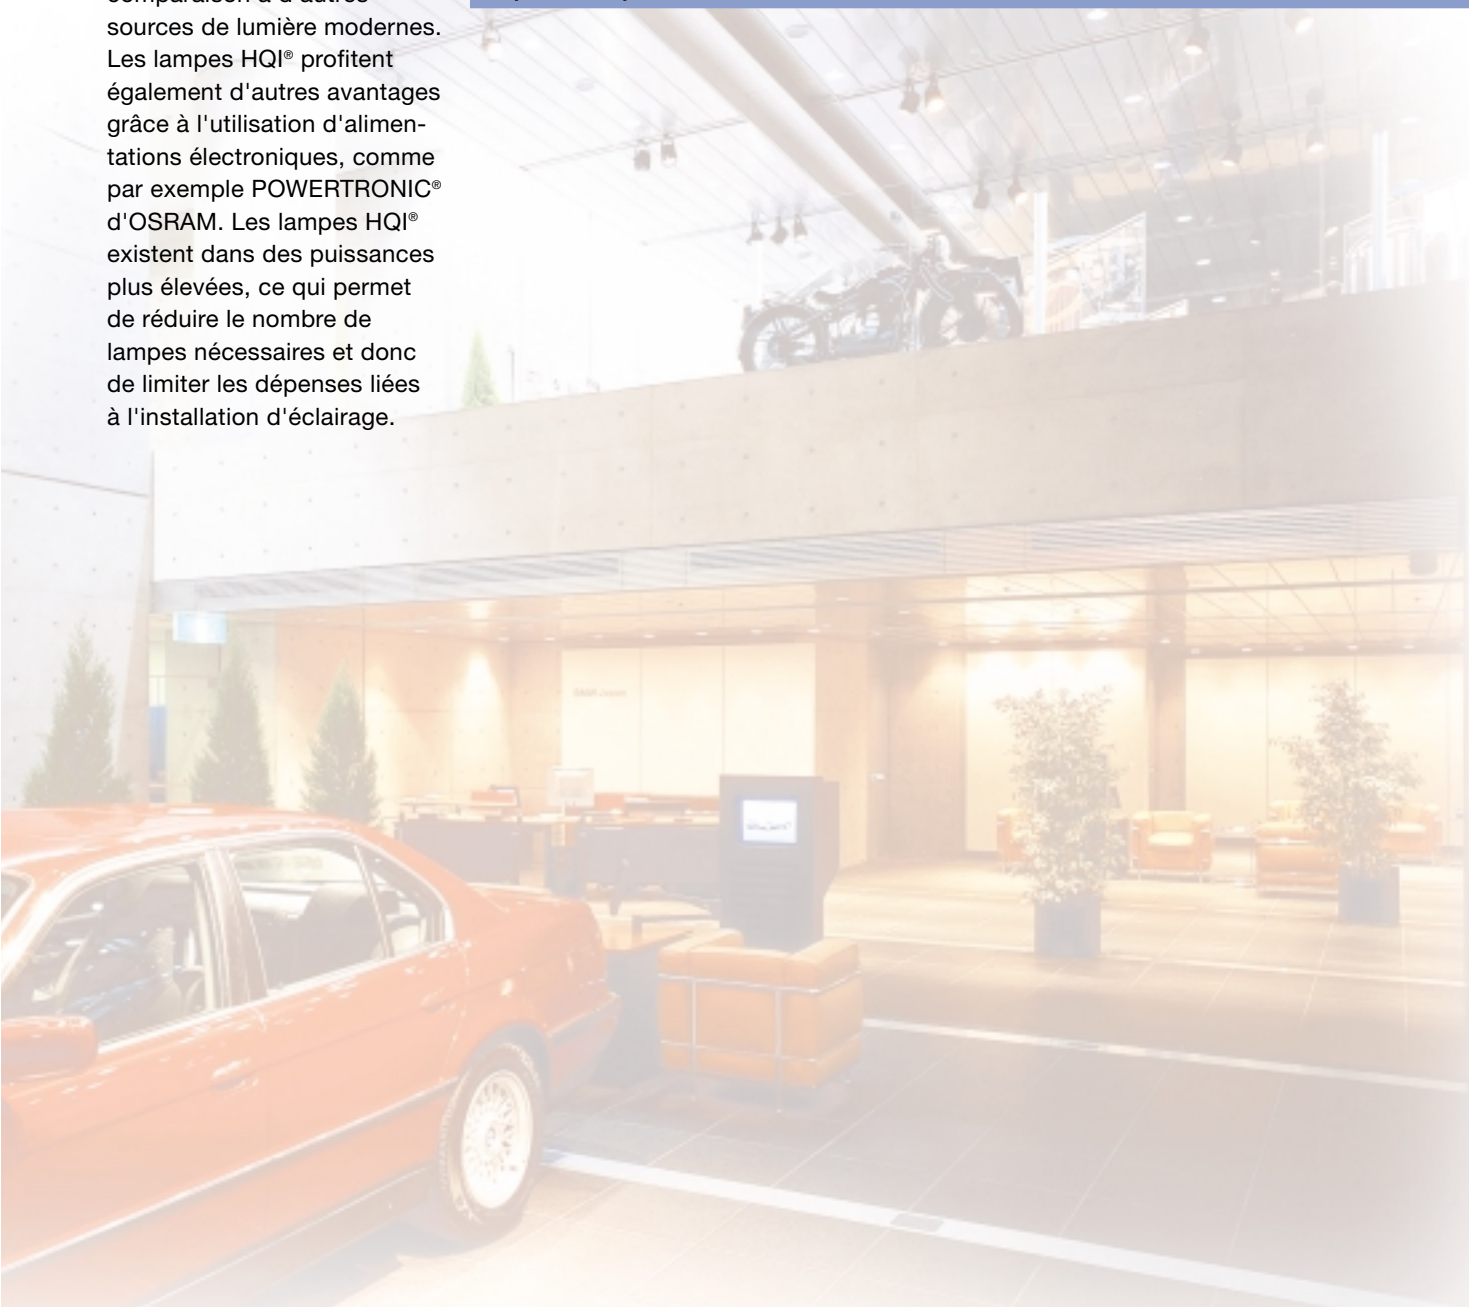 sources de lumière modernes.
Les lampes HQI® profitent
également d'autres avantages
grâce à l'utilisation d'alimen-
tations électroniques, comme
par exemple POWERTRONIC®
d'OSRAM. Les lampes HQI®
existent dans des puissances
plus élevées, ce qui permet
de réduire le nombre de
lampes nécessaires et donc
de limiter les dépenses liées
à l'installation d'éclairage.
BMW Japan